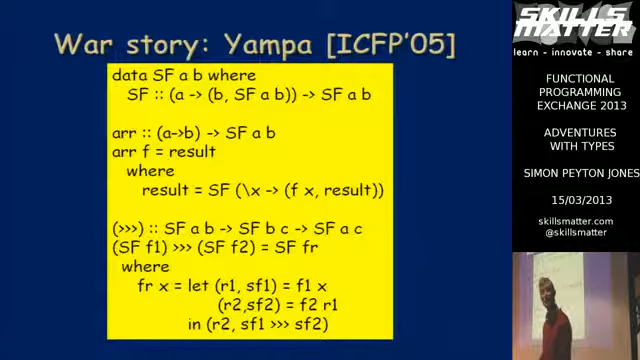 War story: Yampa [ICFP'05]
data SF a b where
SF :: (a -> (b, SF a b)) -> SF a b
arr :: (a->b) -> SF a b
arr f = result
where
result = SF (\x -> (f x, result))
(>>>) :: SF a b -> SF b c -> SF a c
(SF f1) >>> (SF f2) = SF fr
where
fr x = let (r1, sf1) = f1 x
(r2,sf2) = f2 r1
in (r2, sf1 >>> sf2)
SKILLS
MATTER
learn - innovate - share
FUNCTIONAL
PROGRAMMING
EXCHANGE 2013
ADVENTURES
WITH TYPES
SIMON PEYTON JONES
15/03/2013
skillsmatter.com
@skillsmatter